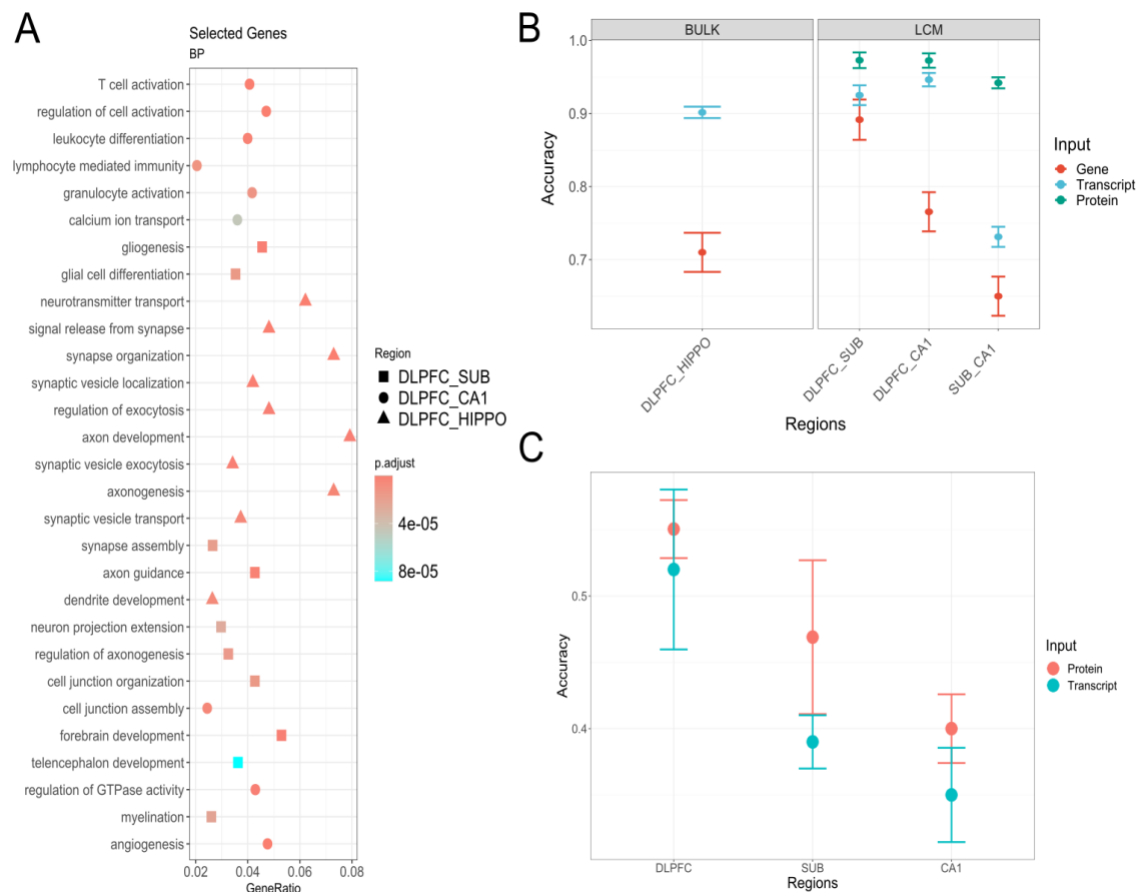 A
Selected Genes
BP
T cell activation
regulation of cell activation
leukocyte differentiation
lymphocyte mediated immunity
granulocyte activation
calcium ion transport
gliogenesis
glial cell differentiation
neurotransmitter transport
signal release from synapse
synapse organization
synaptic vesicle localization
regulation of exocytosis
axon development
synaptic vesicle exocytosis
axonogenesis
synaptic vesicle transport
synapse assembly
axon guidance
dendrite development
neuron projection extension
regulation of axonogenesis
cell junction organization
cell junction assembly
forebrain development
telencephalon development
regulation of GTPase activity
myelination
angiogenesis
0.02 0.04 0.06 0.08
GeneRatio
Region
DLPFC_SUB
DLPFC_CA1
DLPFC_HIPPO
p.adjust
4e-05
8e-05
B
BULK LCM
1.0
0.9
0.8
0.7
Accuracy
DLPFC_HIPPO
DLPFC_SUB
DLPFC_CA1
SUB_CA1
Regions
Input
Gene
Transcript
Protein
C
0.5
0.4
Accuracy
DLPFC SUB CA1
Regions
Input
Protein
Transcript